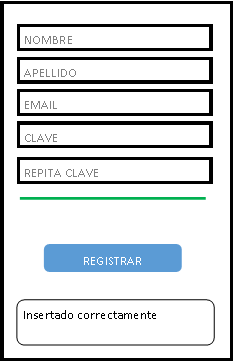 NOMBRE
APELLIDO
EMAIL
CLAVE
REPITA CLAVE
REGISTRAR
Insertado correctamente